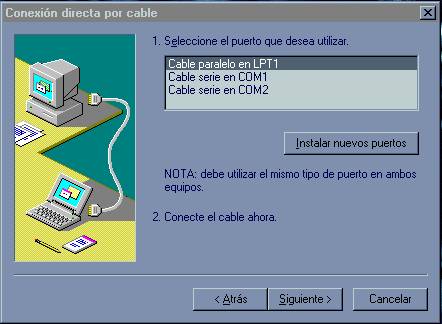 Conexión directa por cable
1. Seleccione el puerto que desea utilizar.
Cable paralelo en LPT1
Cable serie en COM1
Cable serie en COM2
Instalar nuevos puertos
NOTA: debe utilizar el mismo tipo de puerto en ambos
equipos.
2. Conecte el cable ahora.
< Atrás
Siguiente >
Cancelar